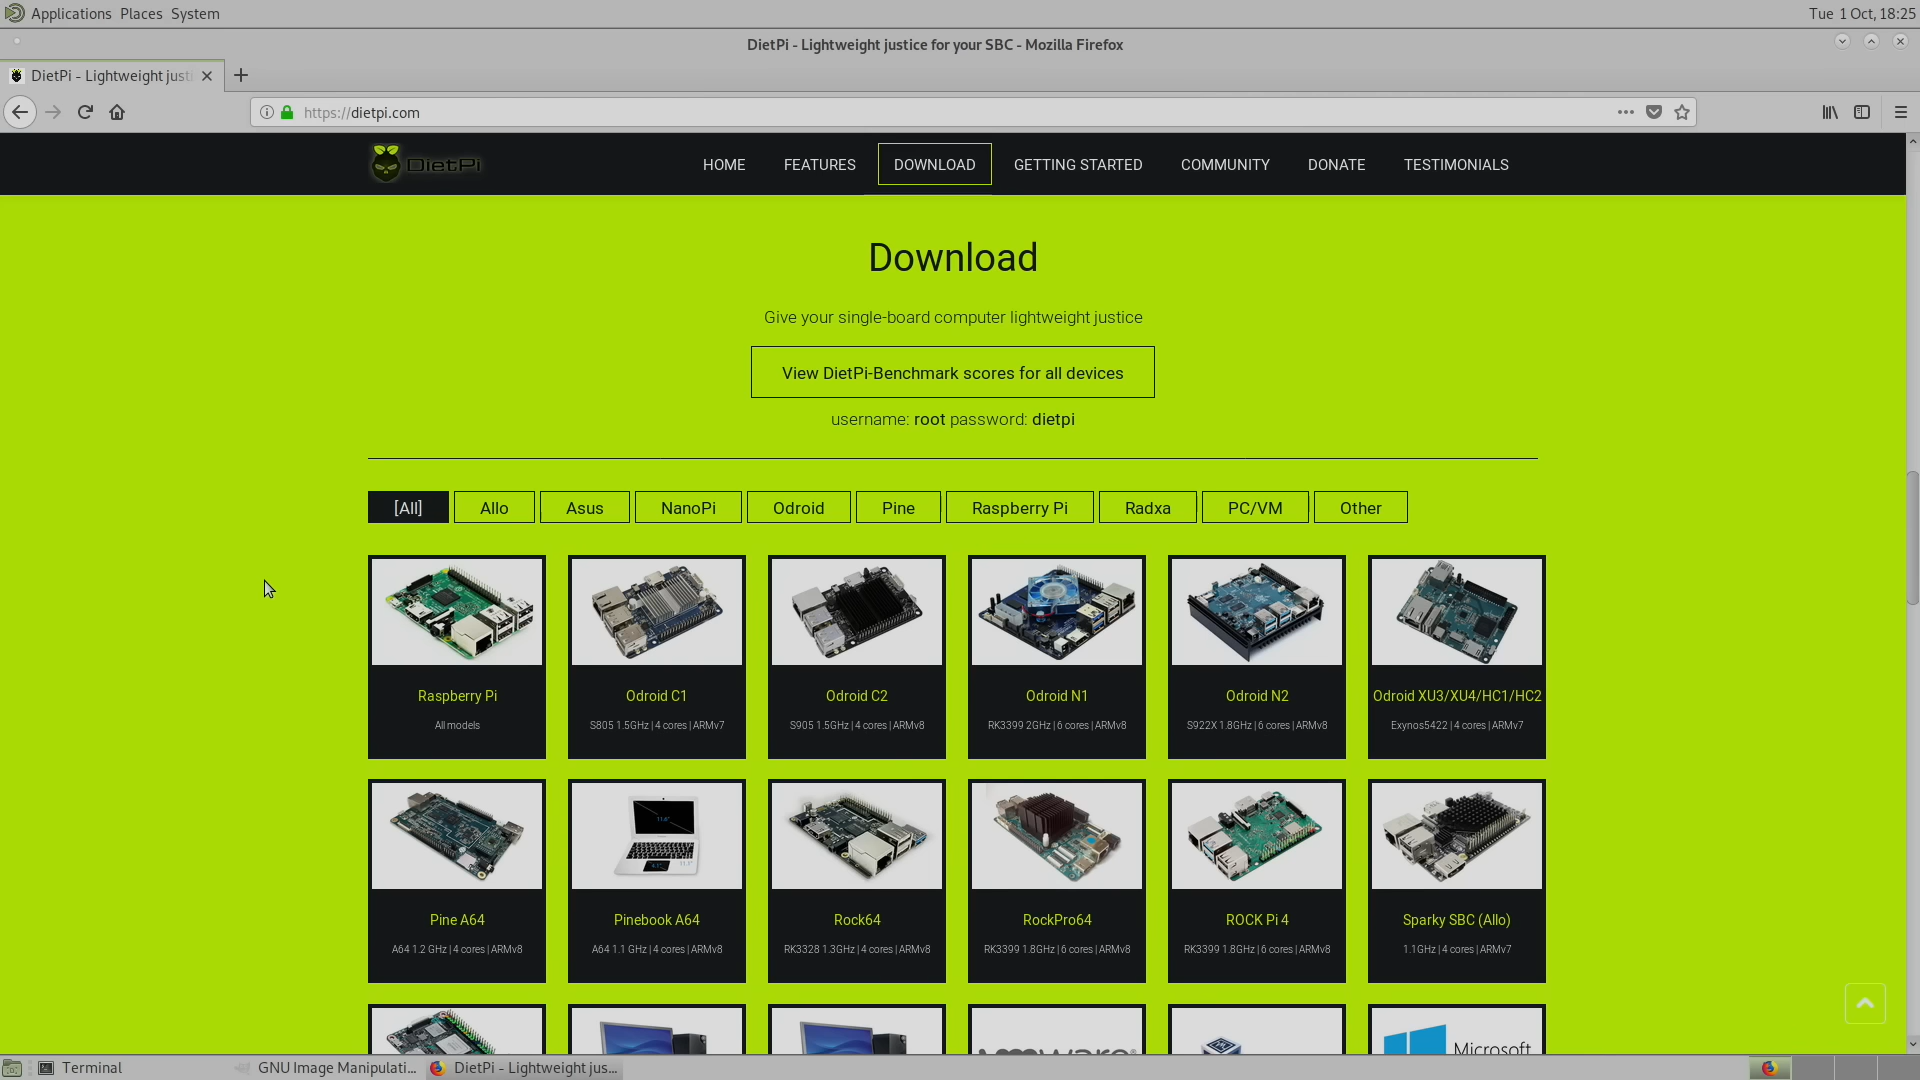 Applications Places System
Tue 1 Oct, 18:25
DietPi - Lightweight justice for your SBC - Mozilla Firefox
DietPi - Lightweight justi
https://dietpi.com
DietPi
HOME FEATURES DOWNLOAD GETTING STARTED COMMUNITY DONATE TESTIMONIALS
Download
Give your single-board computer lightweight justice
View DietPi-Benchmark scores for all devices
username: root password: dietpi
[All] Allo Asus NanoPi Odroid Pine Raspberry Pi Radxa PC/VM Other
Raspberry Pi
All models
Odroid C1
S805 1.5GHz | 4 cores | ARMv7
Odroid C2
S905 1.5GHz | 4 cores | ARMv8
Odroid N1
RK3399 2GHz | 6 cores | ARMv8
Odroid N2
S922X 1.8GHz | 6 cores | ARMv8
Odroid XU3/XU4/HC1/HC2
Exynos5422 | 4 cores | ARMv7
Pine A64
A64 1.2 GHz | 4 cores | ARMv8
Pinebook A64
A64 1.1 GHz | 4 cores | ARMv8
Rock64
RK3328 1.3GHz | 4 cores | ARMv8
RockPro64
RK3399 1.8GHz | 6 cores | ARMv8
ROCK Pi 4
RK3399 1.8GHz | 6 cores | ARMv8
Sparky SBC (Allo)
1.1GHz | 4 cores | ARMv7
vmware
Microsoft
Terminal
GNU Image Manipulati...
DietPi - Lightweight jus...